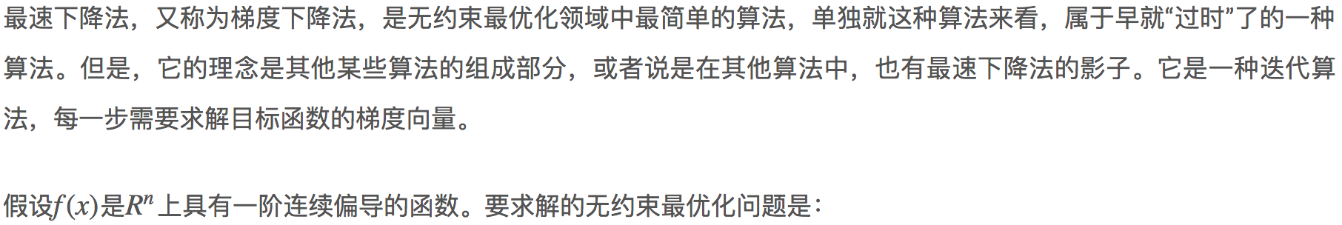 最速下降法，又称为梯度下降法，是无约束最优化领域中最简单的算法，单独就这种算法来看，属于早就“过时”了的一种
算法。但是，它的理念是其他某些算法的组成部分，或者说是在其他算法中，也有最速下降法的影子。它是一种迭代算
法，每一步需要求解目标函数的梯度向量。
假设f(x)是Rⁿ上具有一阶连续偏导的函数。要求解的无约束最优化问题是：